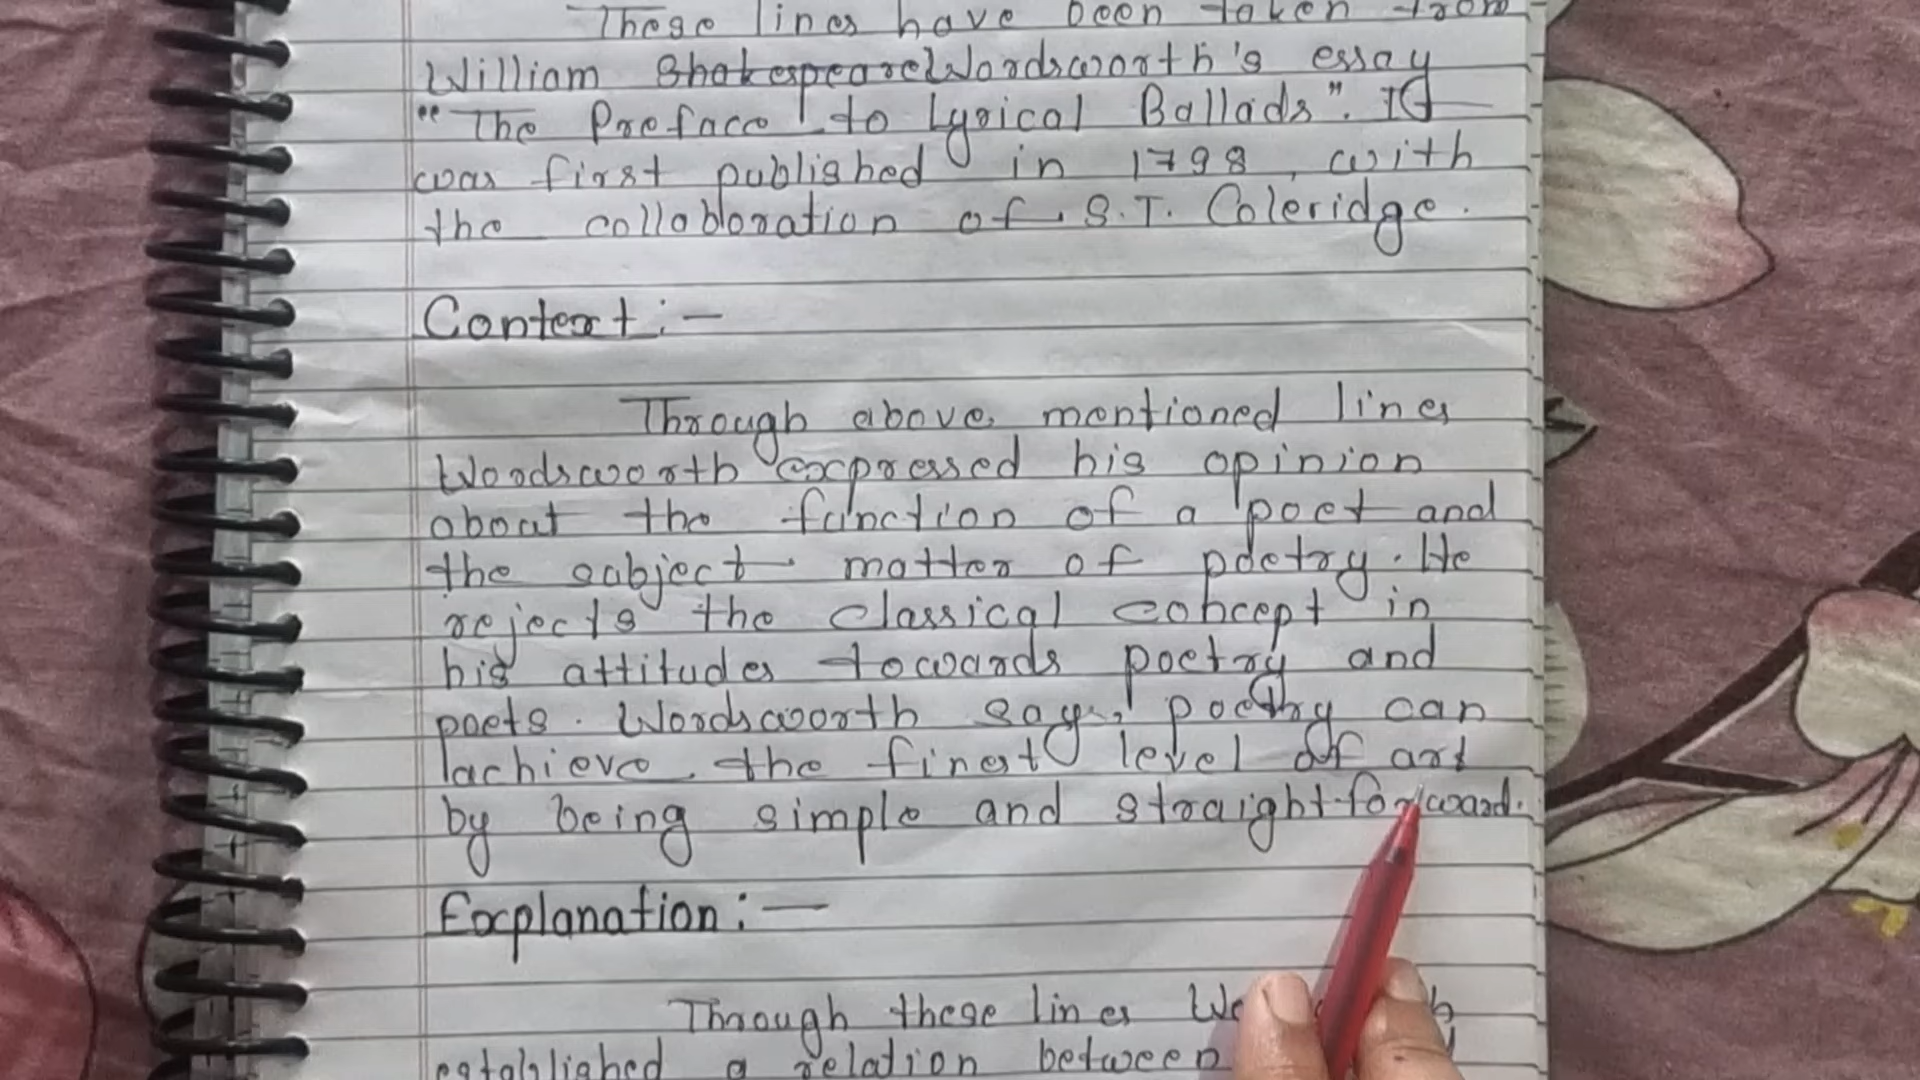 These lines have been taken from
William Shakespeare Wordsworth's essay
"The Preface to Lyrical Ballads". It
was first published in 1798, with
the collabloration of S.T. Coleridge.
Context :-
Through above mentioned lines
Wordsworth expressed his opinion
about the function of a poet and
the subject matter of poetry. He
rejects the classical concept in
his attitudes towards poetry and
poets. Wordsworth says, poetry can
achieve the finest level of art
by being simple and straightforward.
Explanation :-
Through these lines
established a relation between